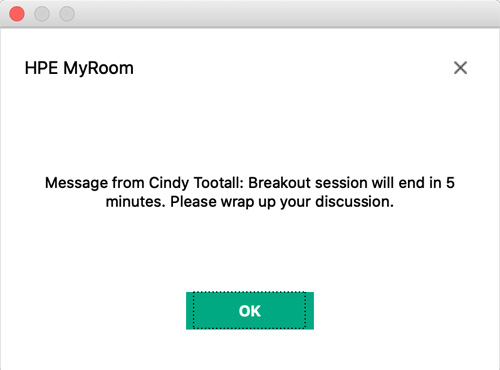 HPE MyRoom
Message from Cindy Tootall: Breakout session will end in 5
minutes. Please wrap up your discussion.
OK